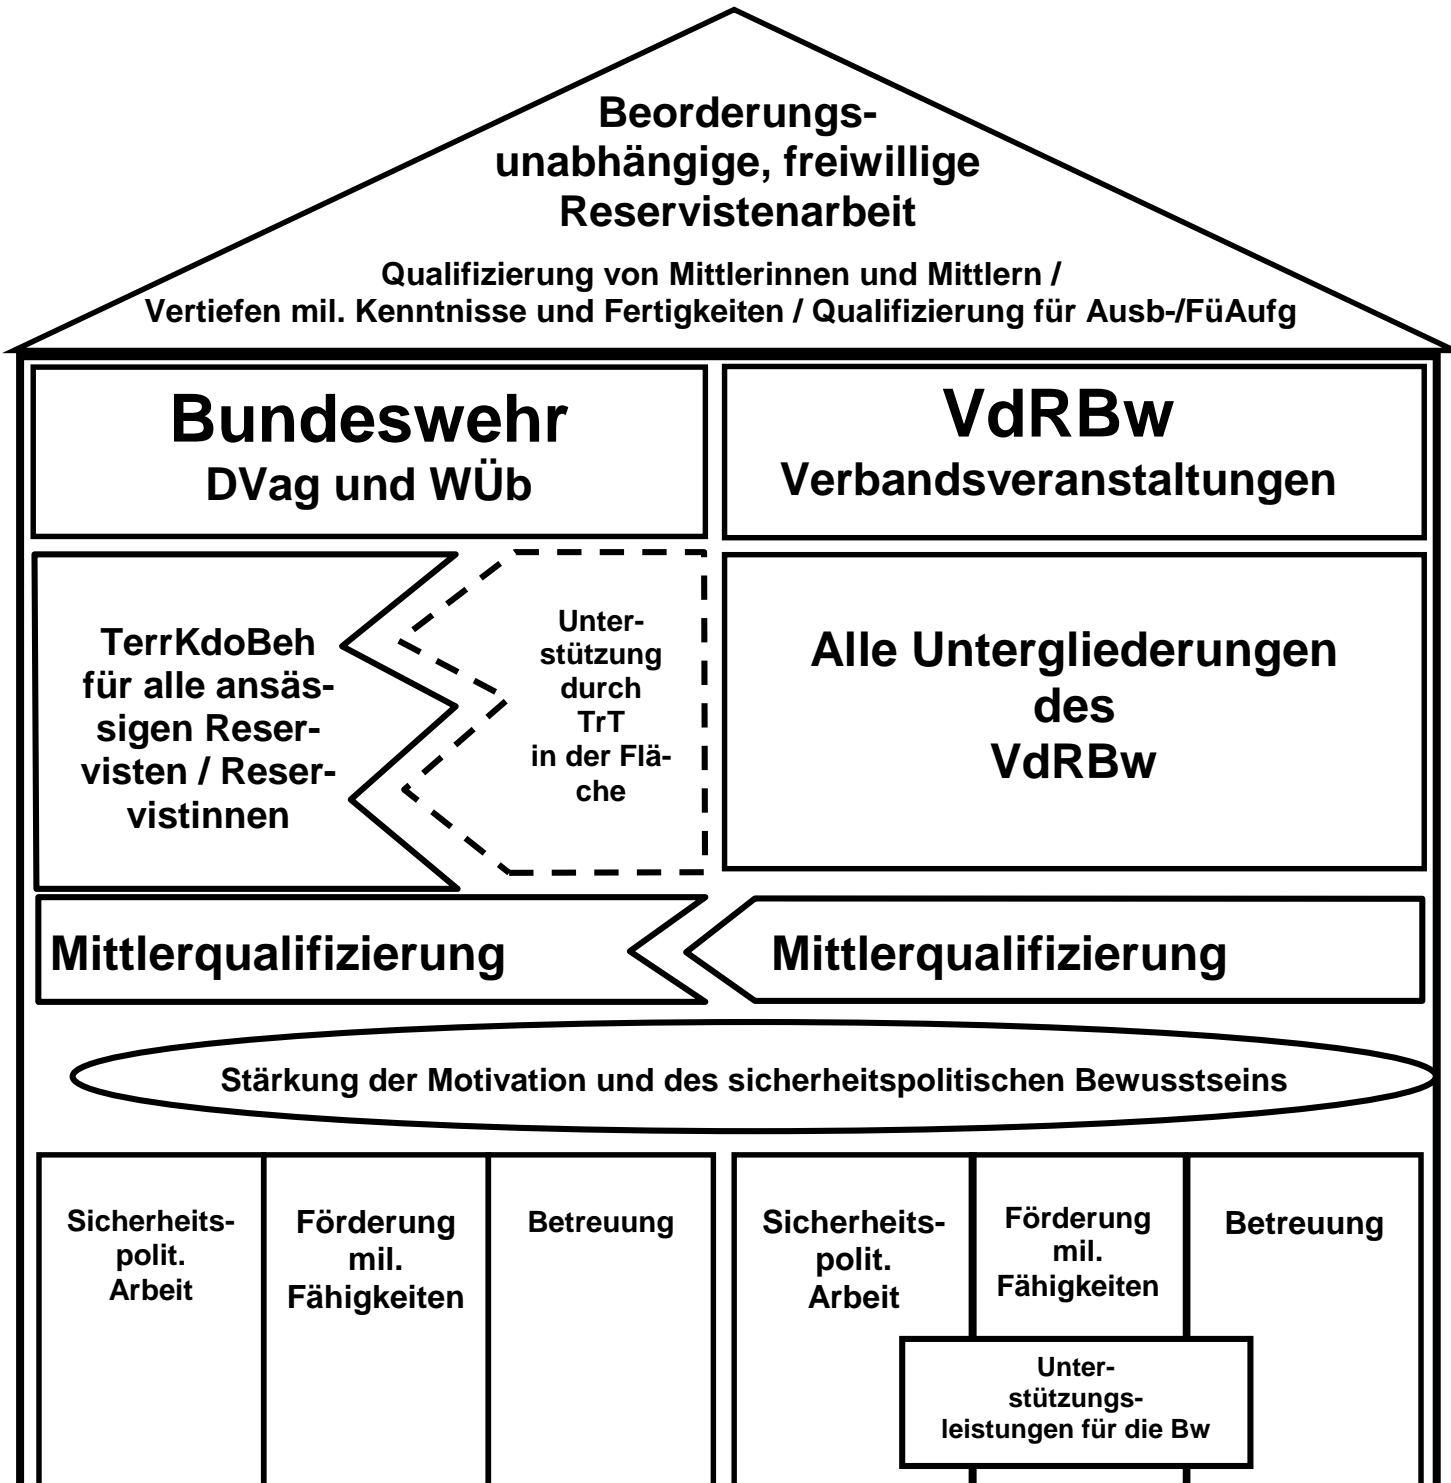 Beorderungs-
unabhängige, freiwillige
Reservistenarbeit
Qualifizierung von Mittlerinnen und Mittlern /
Vertiefen mil. Kenntnisse und Fertigkeiten / Qualifizierung für Ausb-/FüAufg
Bundeswehr
DVag und WÜb
VdRBw
Verbandsveranstaltungen
TerrKdoBeh
für alle ansäs-
sigen Reser-
visten / Reser-
vistinnen
Unter-
stützung
durch
TrT
in der Flä-
che
Alle Untergliederungen
des
VdRBw
Mittlerqualifizierung
Mittlerqualifizierung
Stärkung der Motivation und des sicherheitspolitischen Bewusstseins
Sicherheits-
polit.
Arbeit
Förderung
mil.
Fähigkeiten
Betreuung
Sicherheits-
polit.
Arbeit
Förderung
mil.
Fähigkeiten
Betreuung
Unter-
stützungs-
leistungen für die Bw